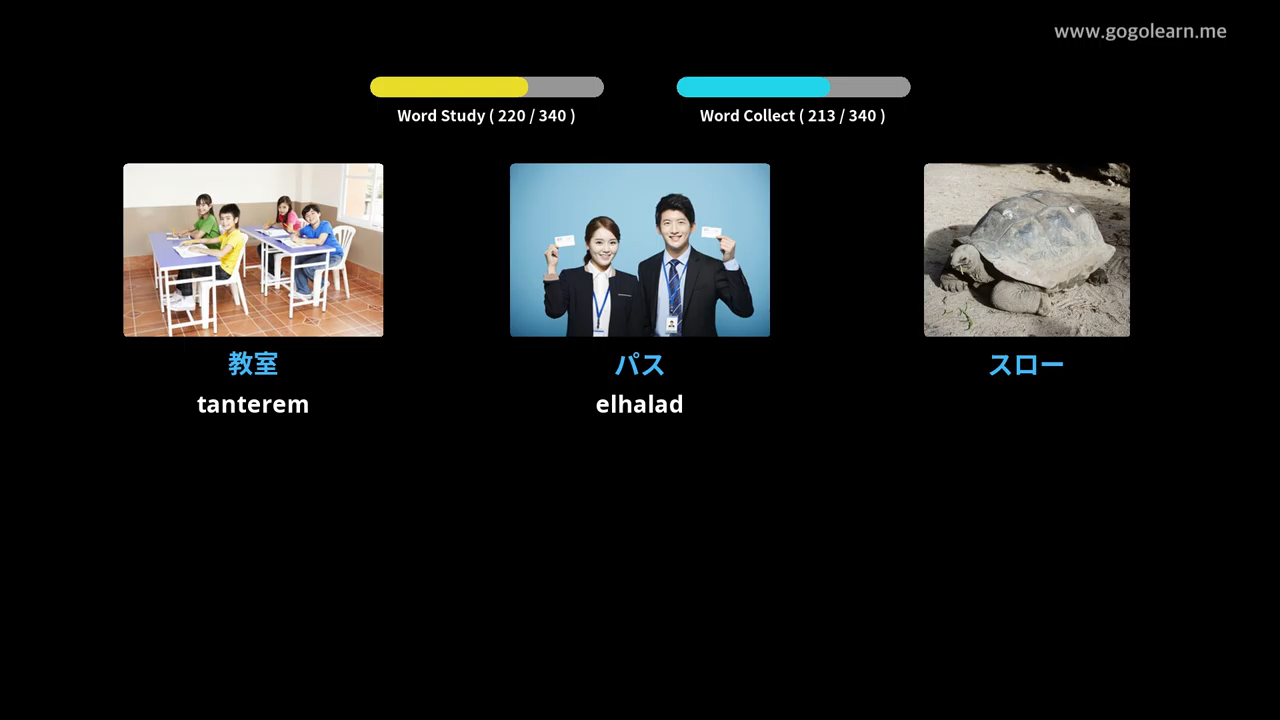 www.gogolearn.me
Word Study ( 220 / 340 )
Word Collect ( 213 / 340 )
教室
パス
スロー
tanterem
elhalad